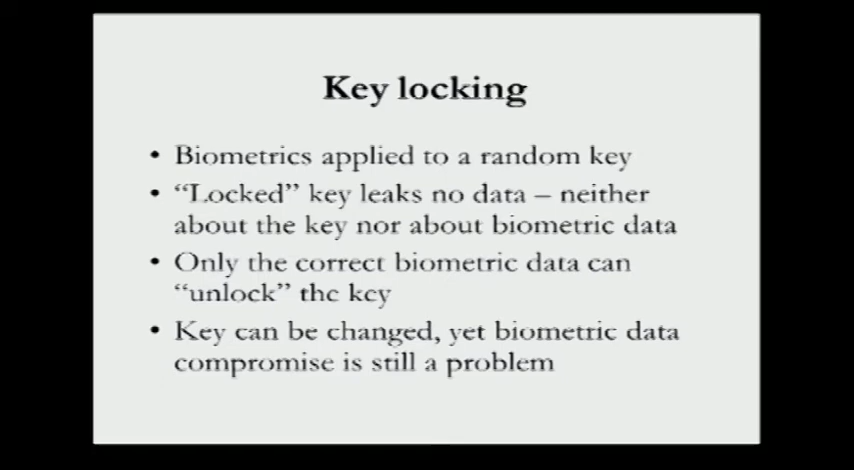 Key locking
• Biometrics applied to a random key
• “Locked” key leaks no data – neither
about the key nor about biometric data
• Only the correct biometric data can
“unlock” the key
• Key can be changed, yet biometric data
compromise is still a problem